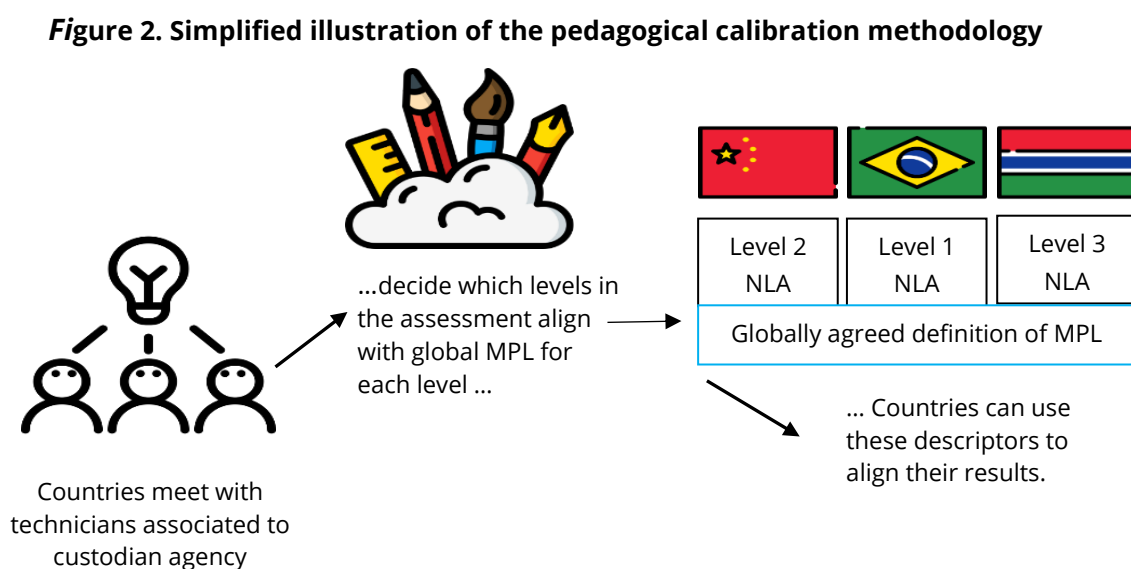 Figure 2. Simplified illustration of the pedagogical calibration methodology
Countries meet with
technicians associated to
custodian agency
...decide which levels in
the assessment align
with global MPL for
each level ...
Level 2
NLA
Level 1
NLA
Level 3
NLA
Globally agreed definition of MPL
... Countries can use
these descriptors to
align their results.